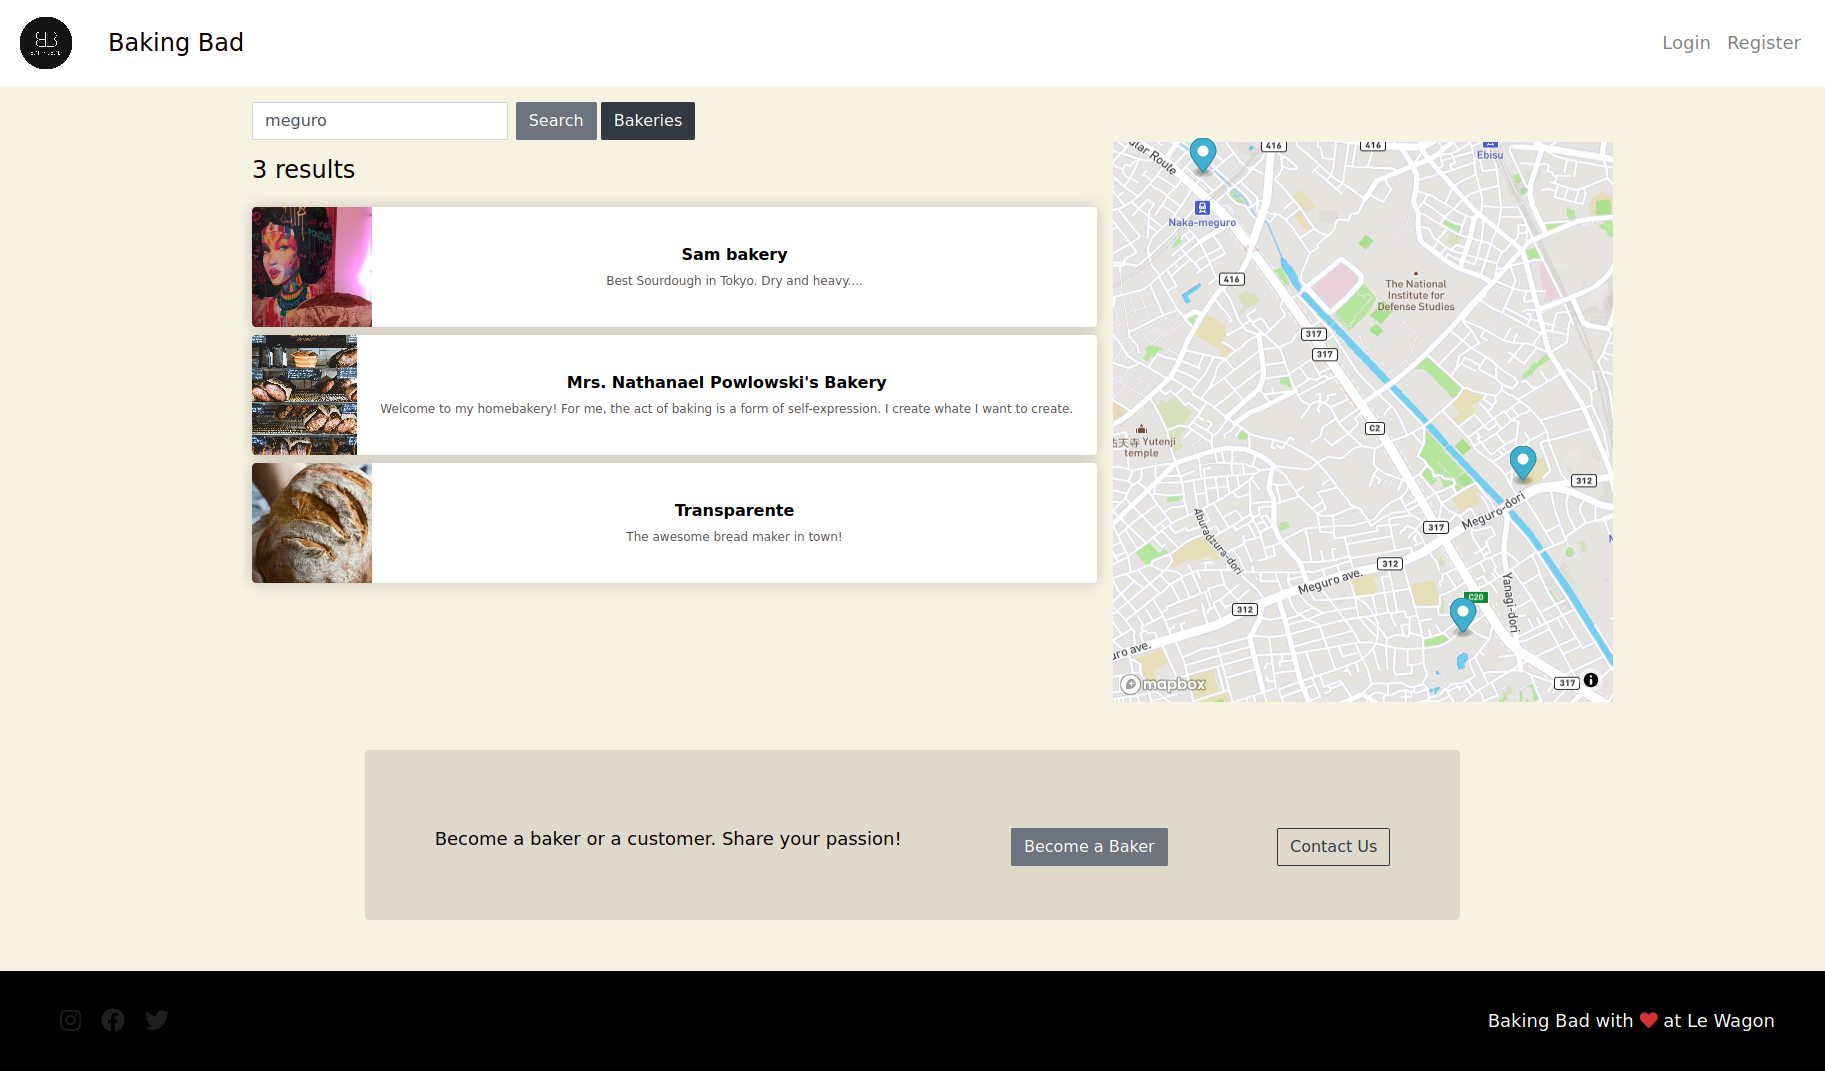 Baking Bad
Login
Register
meguro
Search
Bakeries
3 results
Sam bakery
Best Sourdough in Tokyo. Dry and heavy....
Mrs. Nathanael Powlowski's Bakery
Welcome to my homebakery! For me, the act of baking is a form of self-expression. I create whate I want to create.
Transparente
The awesome bread maker in town!
ular Route
416
416
Ebisu
Naka-meguro
416
The National
Institute for
Defense Studies
317
317
C2
祐天寺 Yutenji
temple
312
Meguro-dori
317
Aburadzura-dori
312
Meguro ave.
Yanagi-dori
C20
312
uro ave.
317
mapbox
Become a baker or a customer. Share your passion!
Become a Baker
Contact Us
Baking Bad with ❤ at Le Wagon